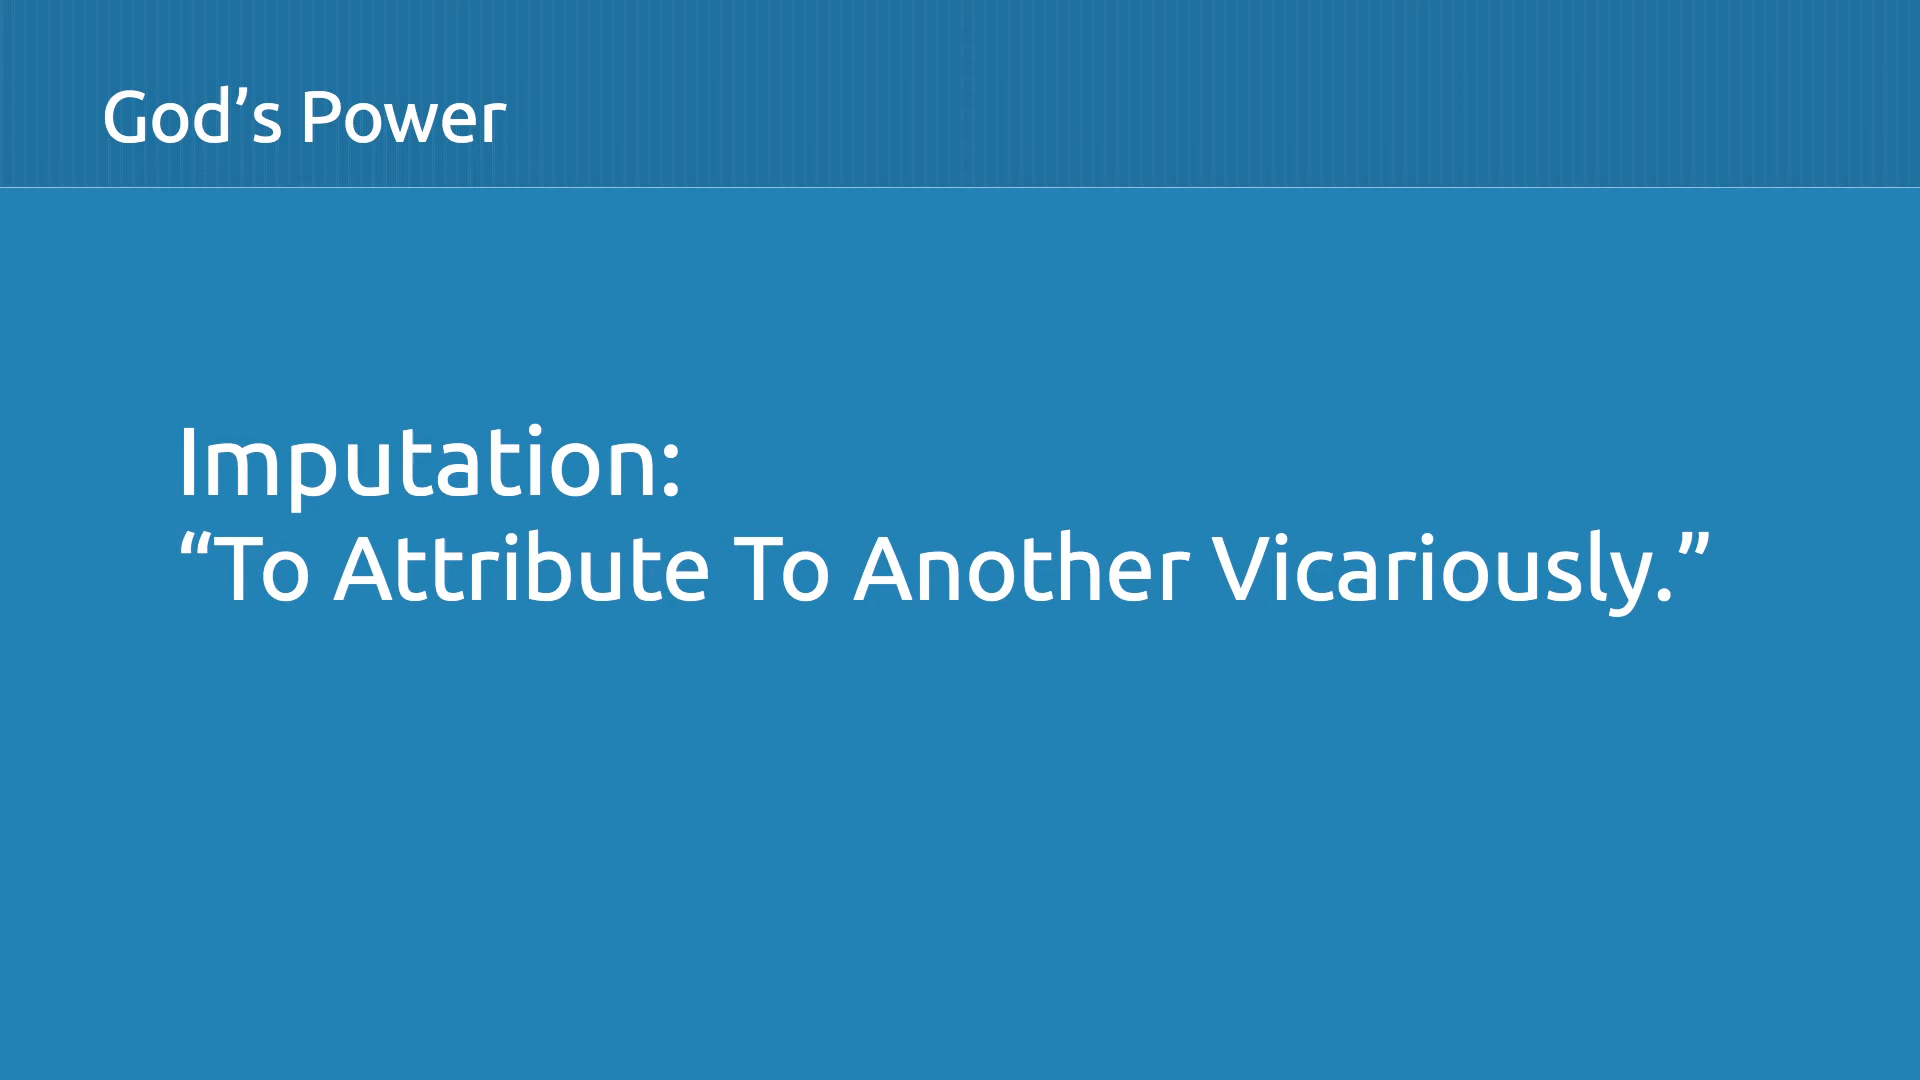 God’s Power
Imputation:
“To Attribute To Another Vicariously.”